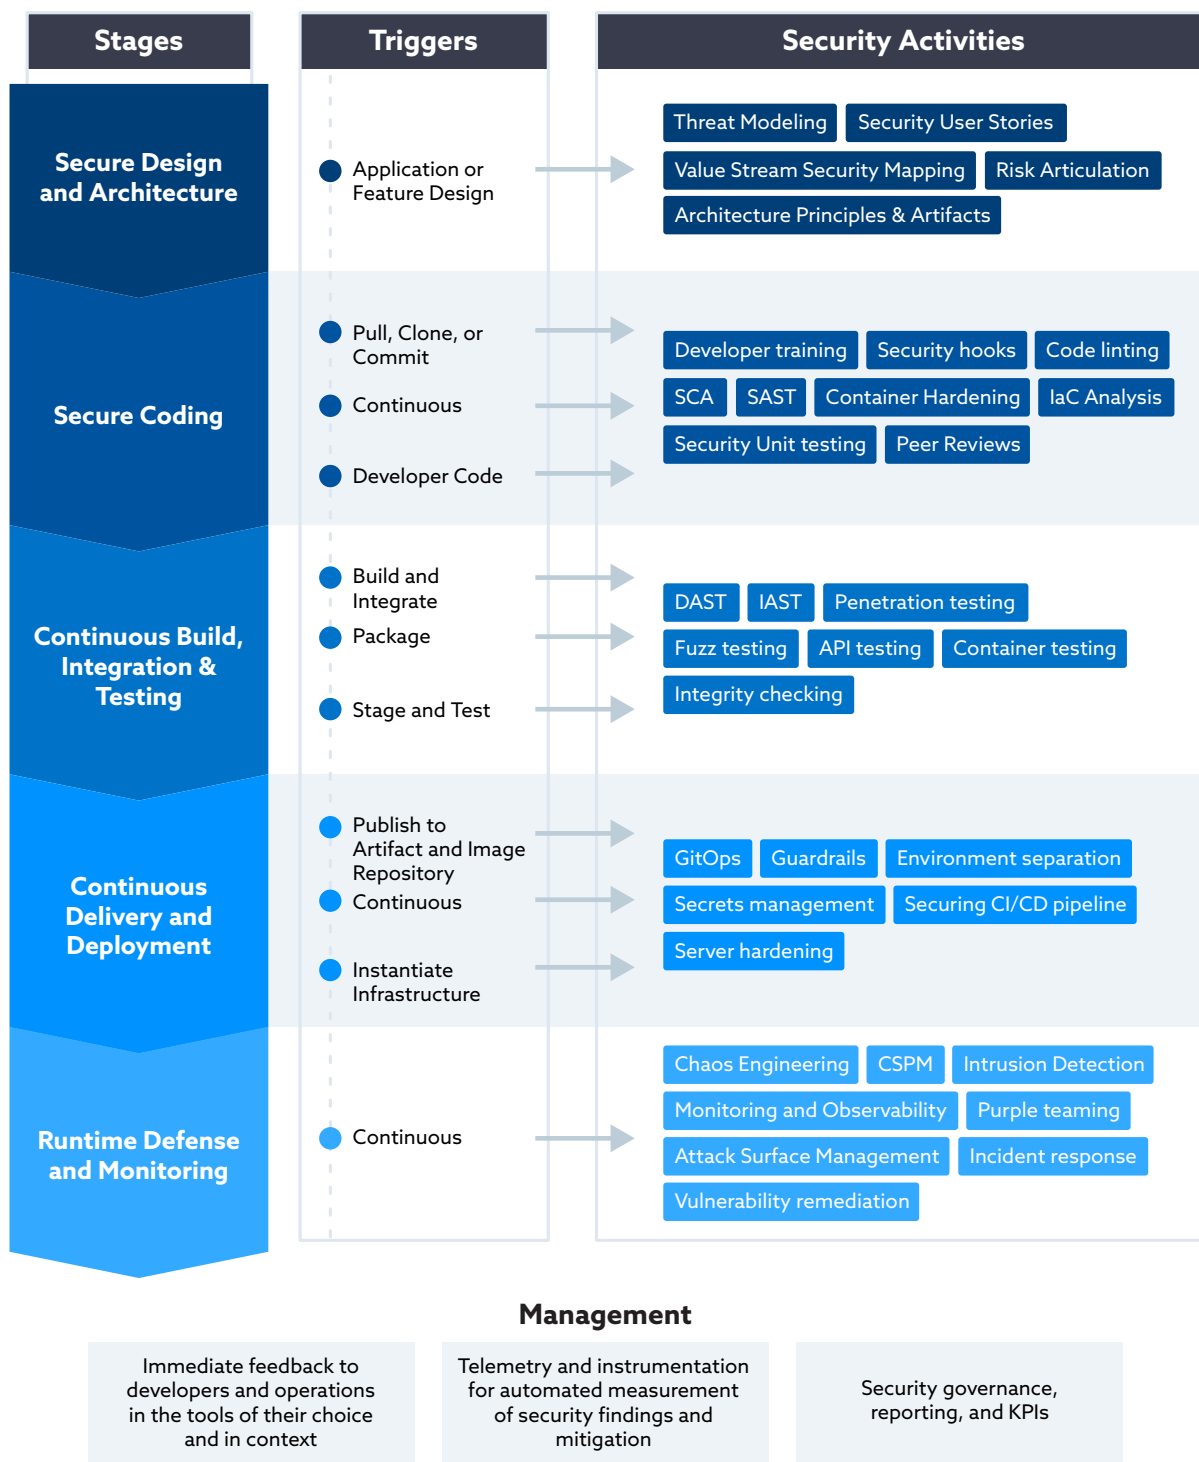 Stages
Triggers
Security Activities
Secure Design
and Architecture
Application or
Feature Design
Threat Modeling
Security User Stories
Value Stream Security Mapping
Risk Articulation
Architecture Principles & Artifacts
Secure Coding
Pull, Clone, or
Commit
Continuous
Developer Code
Developer training
Security hooks
Code linting
SCA
SAST
Container Hardening
IaC Analysis
Security Unit testing
Peer Reviews
Continuous Build,
Integration &
Testing
Build and
Integrate
Package
Stage and Test
DAST
IAST
Penetration testing
Fuzz testing
API testing
Container testing
Integrity checking
Continuous
Delivery and
Deployment
Publish to
Artifact and Image
Repository
Continuous
Instantiate
Infrastructure
GitOps
Guardrails
Environment separation
Secrets management
Securing CI/CD pipeline
Server hardening
Runtime Defense
and Monitoring
Continuous
Chaos Engineering
CSPM
Intrusion Detection
Monitoring and Observability
Purple teaming
Attack Surface Management
Incident response
Vulnerability remediation
Management
Immediate feedback to
developers and operations
in the tools of their choice
and in context
Telemetry and instrumentation
for automated measurement
of security findings and
mitigation
Security governance,
reporting, and KPIs